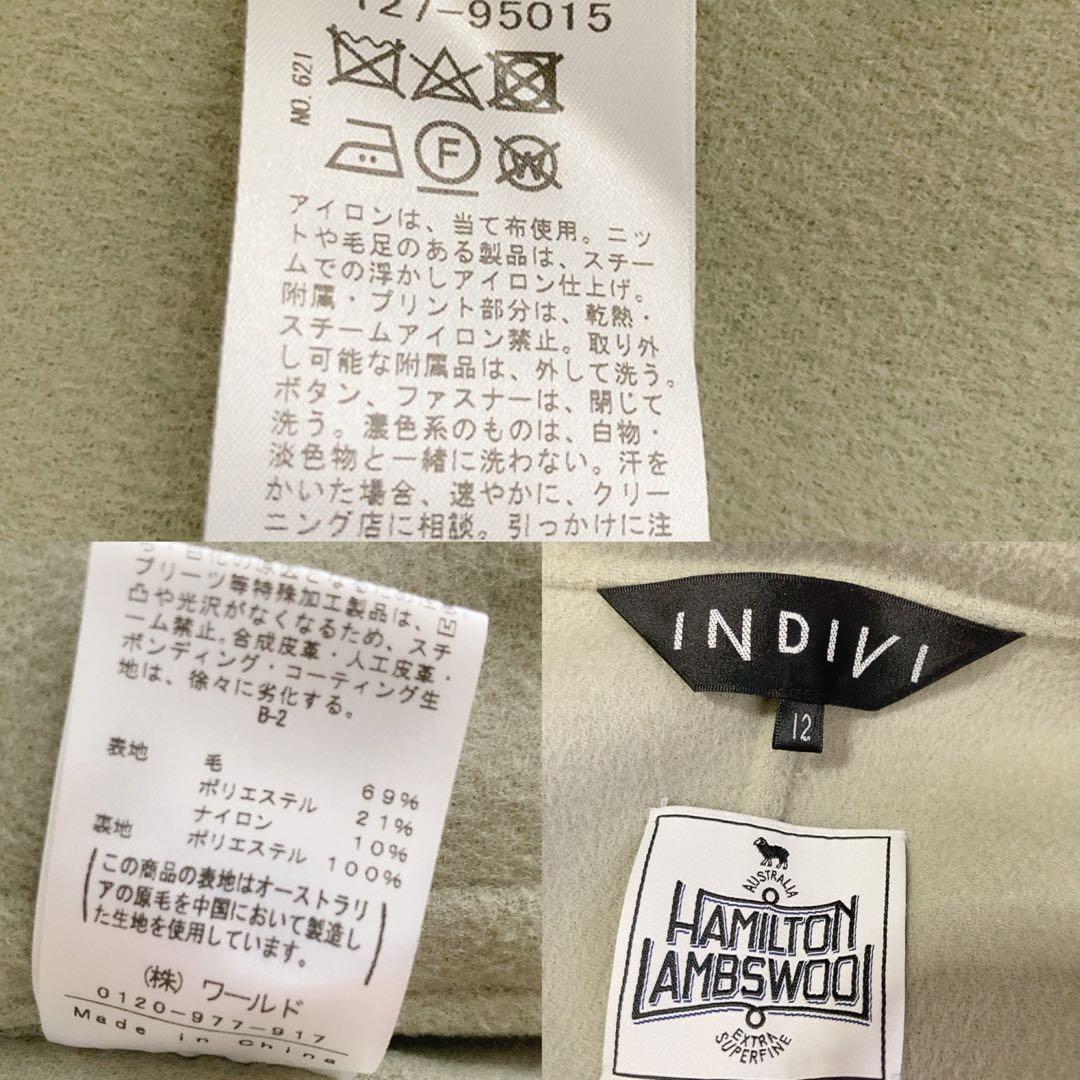 127-95015
NO. 621
F
W
アイロンは、当て布使用。ニッ
トや毛足のある製品は、スチー
ムでの浮かしアイロン仕上げ。
附属・プリント部分は、乾熱・
スチームアイロン禁止。取り外
し可能な附属品は、外して洗う。
ボタン、ファスナーは、閉じて
洗う。濃色系のものは、白物・
淡色物と一緒に洗わない。汗を
かいた場合、速やかに、クリー
ニング店に相談。引っかけに注
プリーツ等特殊加工製品は、凹
凸や光沢がなくなるため、スチ
ーム禁止。合成皮革・人工皮革・
ボンディング・コーティング生
地は、徐々に劣化する。
B-2
表地 毛 69%
ポリエステル 21%
ナイロン 10%
裏地 ポリエステル 100%
この商品の表地はオーストラリ
アの原毛を中国において製造し
た生地を使用しています。
(株) ワールド
0120-977-917
Made in China
INDIVI
12
AUSTRALIA
HAMILTON
LAMBSWOOL
EXTRA
SUPERFINE